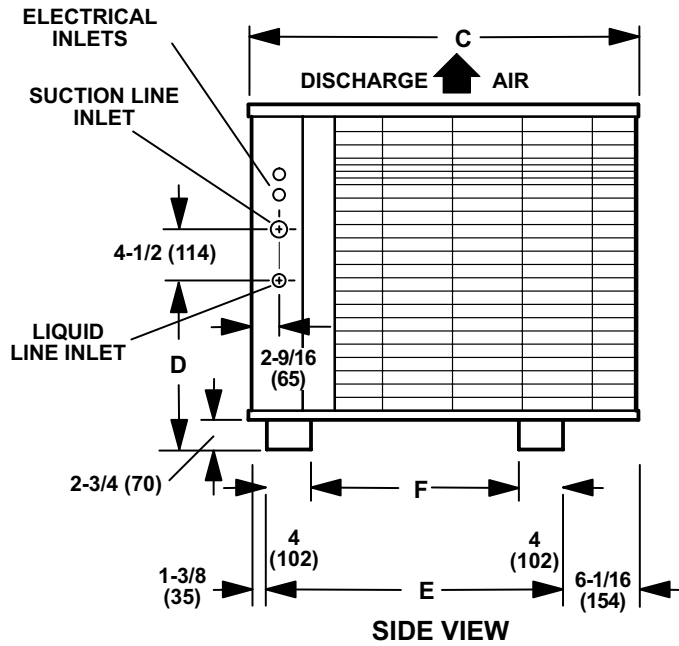 ELECTRICAL
INLETS
C
DISCHARGE AIR
SUCTION LINE
INLET
4-1/2 (114)
LIQUID
LINE INLET
D
2-9/16
(65)
2-3/4 (70)
F
4
(102)
4
(102)
1-3/8
(35)
E
6-1/16
(154)
SIDE VIEW